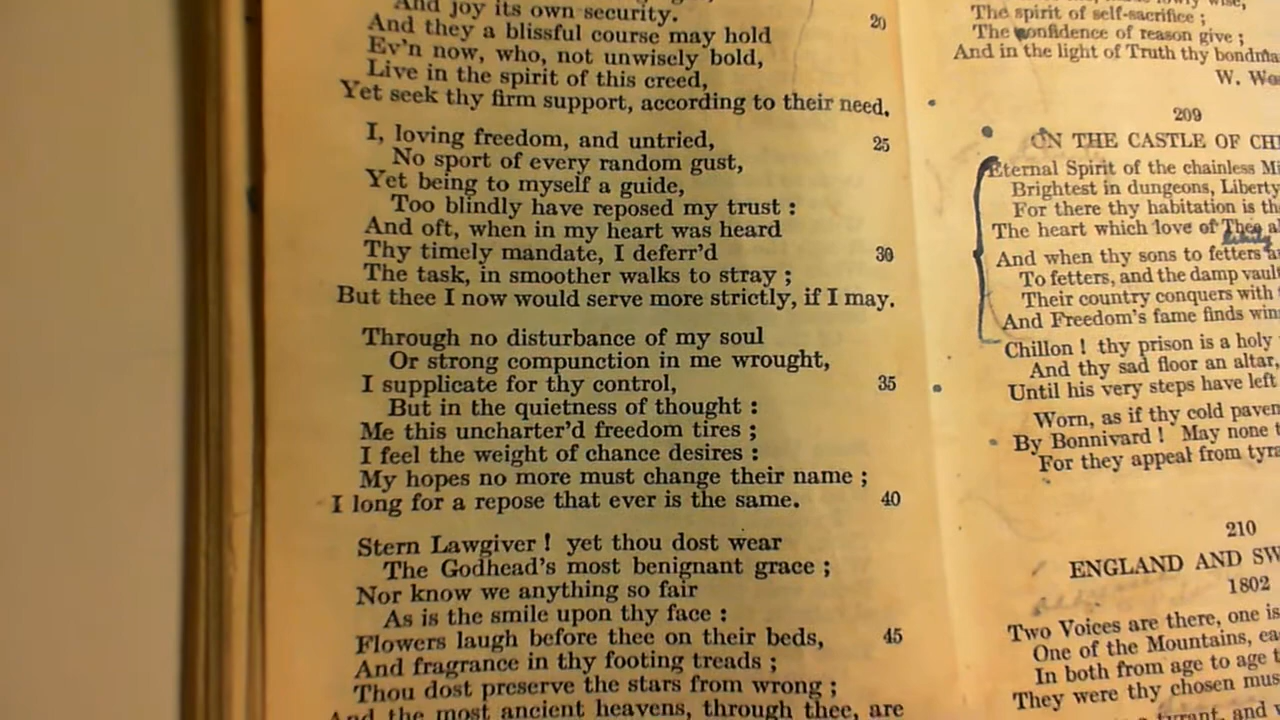 And joy its own security.
20
And they a blissful course may hold
Ev'n now, who, not unwisely bold,
Live in the spirit of this creed,
Yet seek thy firm support, according to their need.
I, loving freedom, and untried,
25
No sport of every random gust,
Yet being to myself a guide,
Too blindly have reposed my trust :
And oft, when in my heart was heard
Thy timely mandate, I deferr'd
30
The task, in smoother walks to stray ;
But thee I now would serve more strictly, if I may.
Through no disturbance of my soul
Or strong compunction in me wrought,
I supplicate for thy control,
35
But in the quietness of thought :
Me this uncharter'd freedom tires ;
I feel the weight of chance desires :
My hopes no more must change their name ;
I long for a repose that ever is the same.
40
Stern Lawgiver ! yet thou dost wear
The Godhead's most benignant grace ;
Nor know we anything so fair
As is the smile upon thy face :
Flowers laugh before thee on their beds,
45
And fragrance in thy footing treads ;
Thou dost preserve the stars from wrong ;
And the most ancient heavens, through thee, are
The spirit of self-sacrifice ;
The confidence of reason give ;
And in the light of Truth thy
W.
209
ON THE CASTLE OF
Eternal Spirit of the chainless
Brightest in dungeons, Liberty
For there thy habitation is
The heart which love of Thee
And when thy sons to fetters
To fetters, and the damp
Their country conquers with
And Freedom's fame finds
Chillon ! thy prison is a holy
And thy sad floor an altar,
Until his very steps have left
Worn, as if thy cold
By Bonnivard ! May none
For they appeal from
210
ENGLAND AND
1802
Two Voices are there, one is
One of the Mountains,
In both from age to age
They were thy chosen
tyrant, and